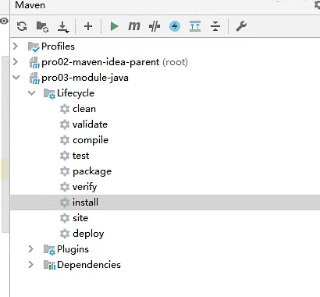 Maven
m
Profiles
pro02-maven-idea-parent (root)
pro03-module-java
Lifecycle
clean
validate
compile
test
package
verify
install
site
deploy
Plugins
Dependencies